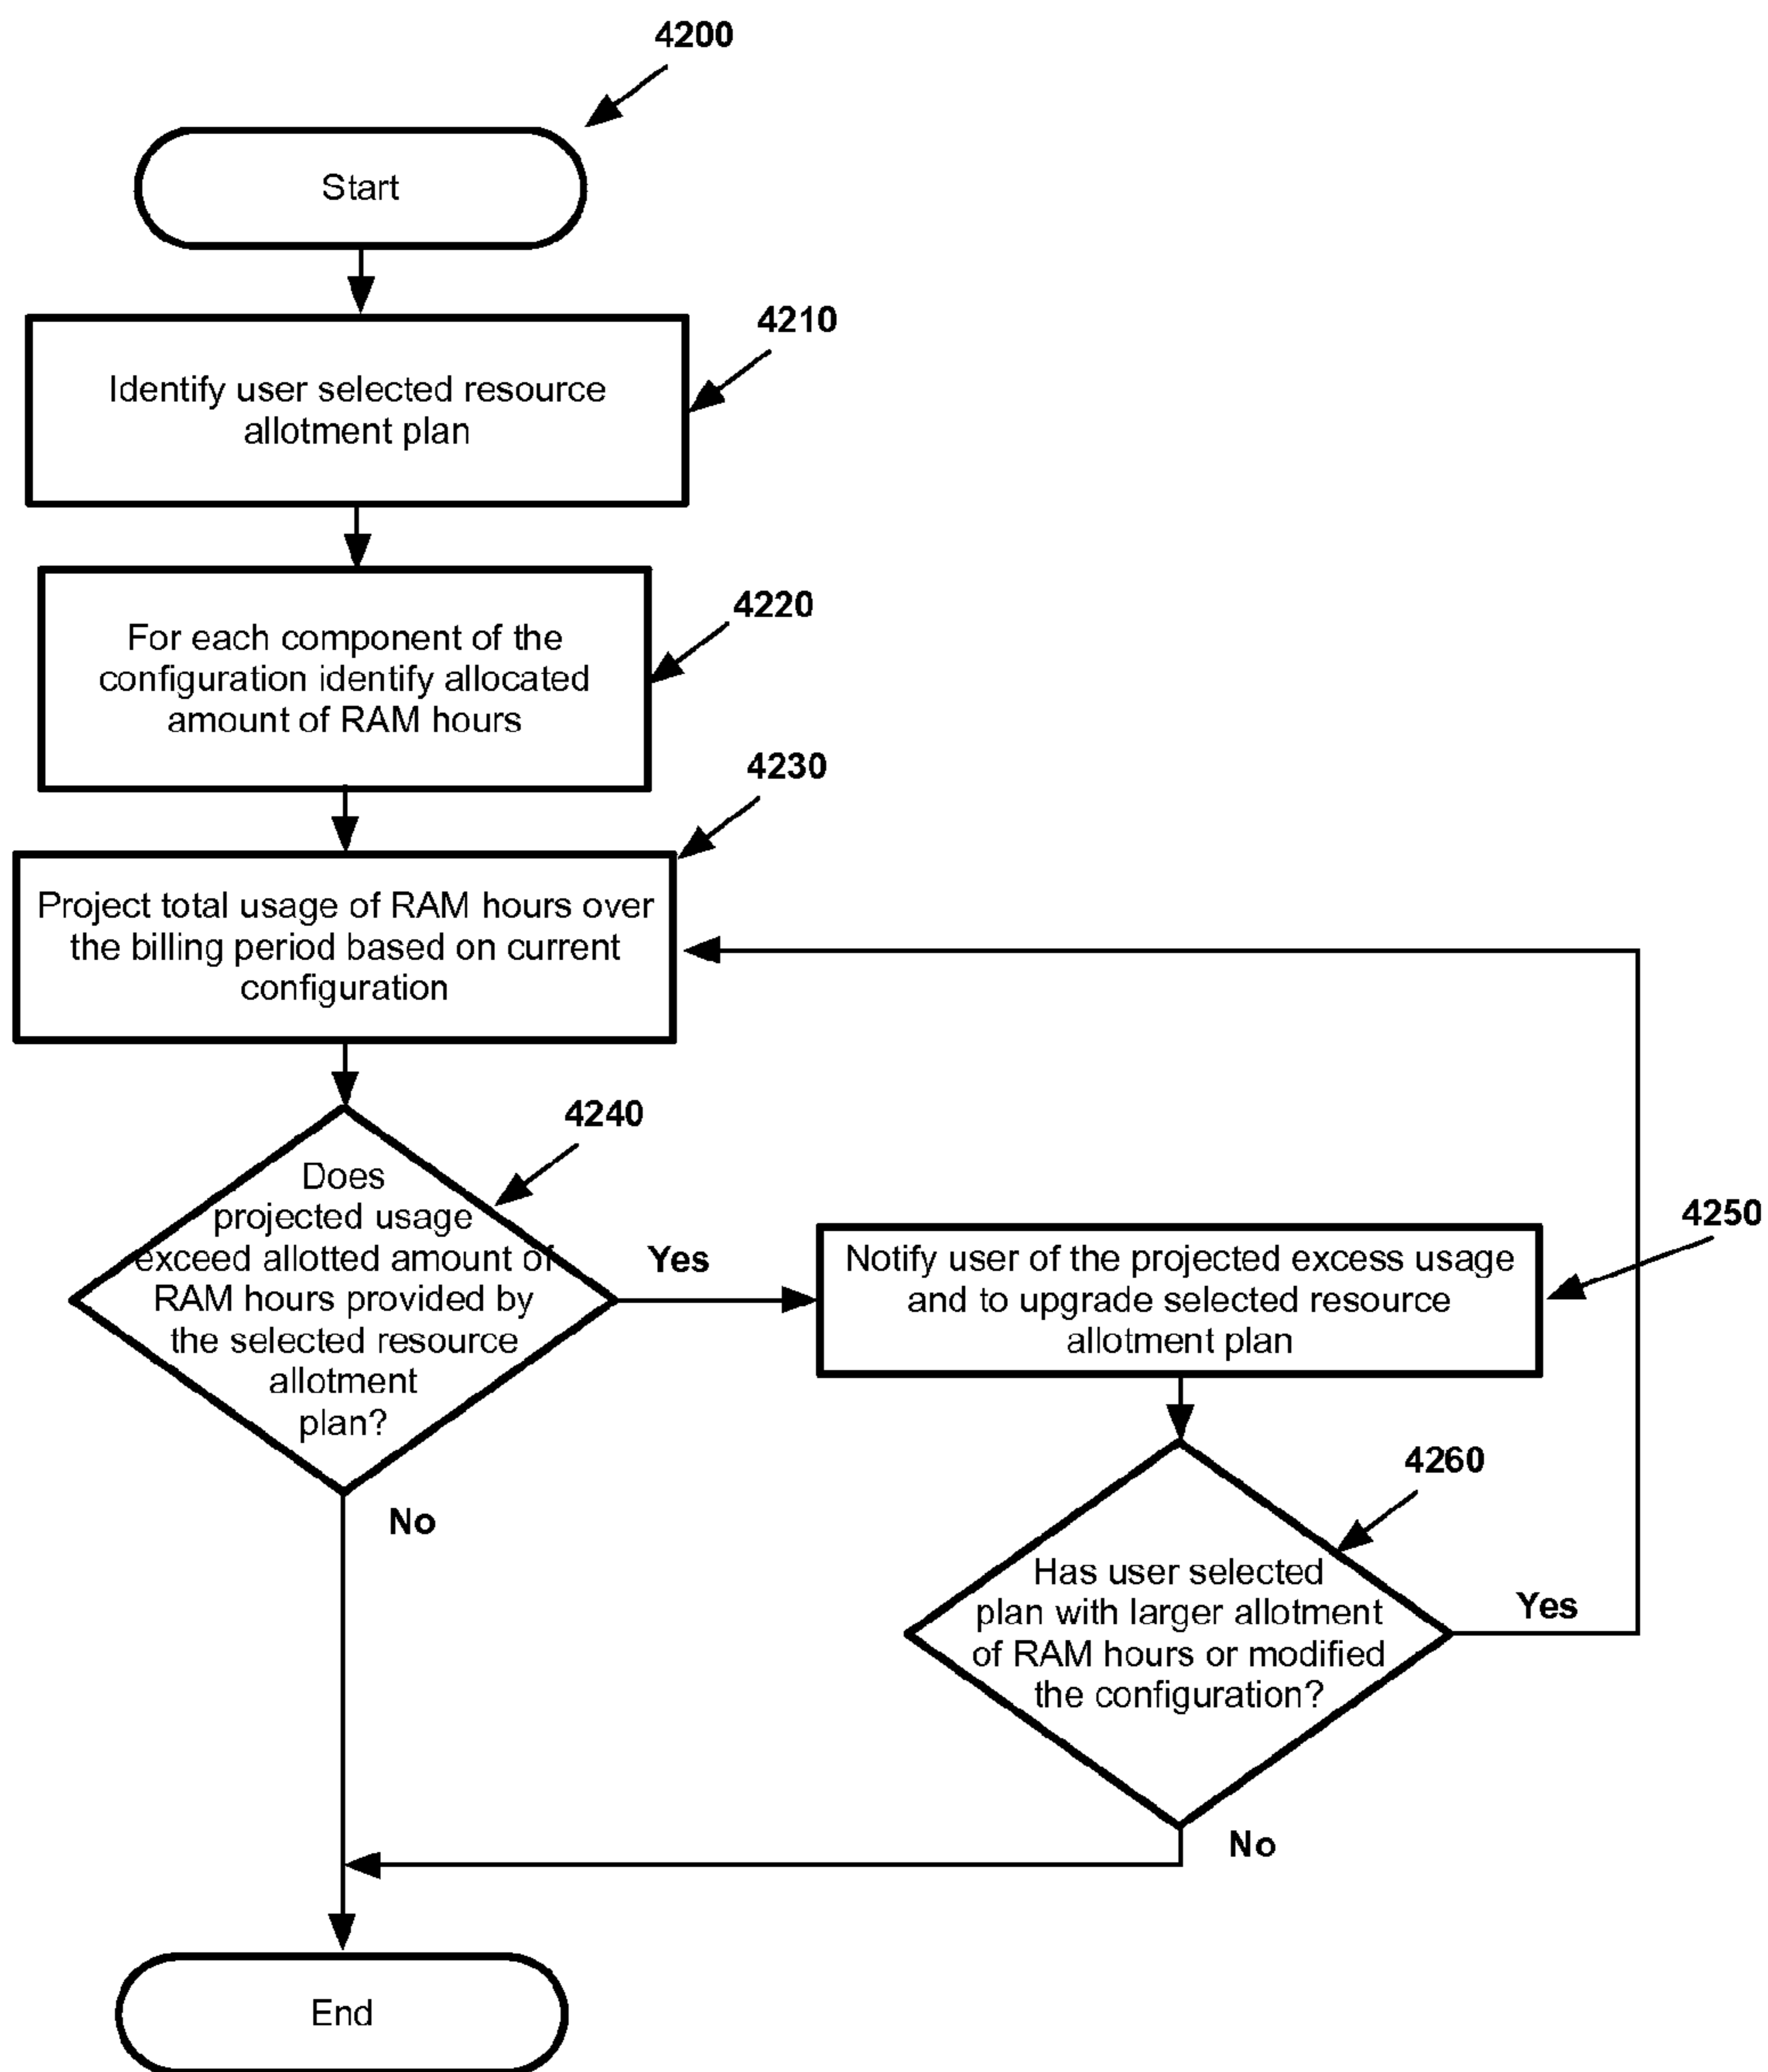 4200
Start
4210
Identify user selected resource
allotment plan
4220
For each component of the
configuration identify allocated
amount of RAM hours
4230
Project total usage of RAM hours over
the billing period based on current
configuration
4240
Does
projected usage
exceed allotted amount of
RAM hours provided by
the selected resource
allotment
plan?
Yes
No
4250
Notify user of the projected excess usage
and to upgrade selected resource
allotment plan
4260
Has user selected
plan with larger allotment
of RAM hours or modified
the configuration?
Yes
No
End